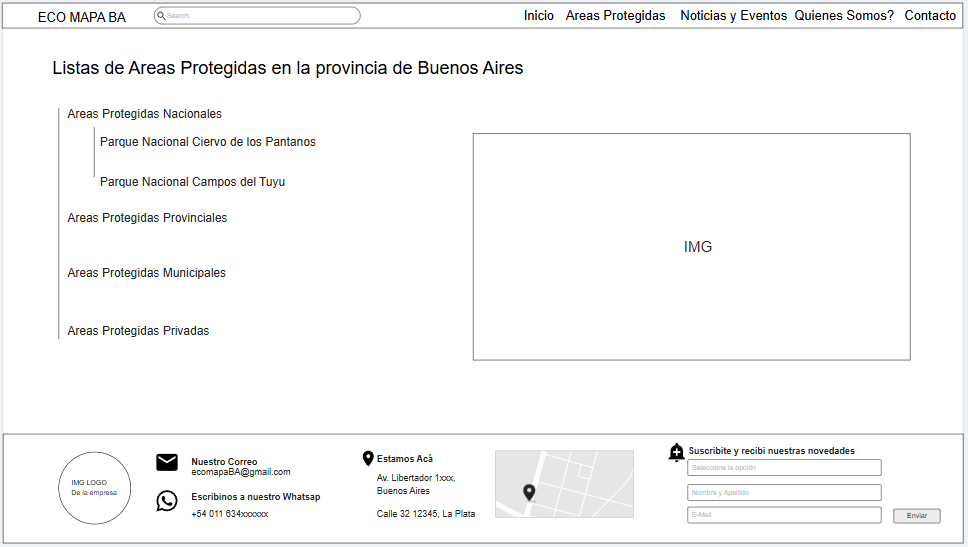 ECO MAPA BA
Search
Inicio
Areas Protegidas
Noticias y Eventos
Quienes Somos?
Contacto
Listas de Areas Protegidas en la provincia de Buenos Aires
Areas Protegidas Nacionales
Parque Nacional Ciervo de los Pantanos
Parque Nacional Campos del Tuyu
Areas Protegidas Provinciales
Areas Protegidas Municipales
Areas Protegidas Privadas
IMG
IMG LOGO
De la empresa
Nuestro Correo
ecomapaBA@gmail.com
Escribinos a nuestro Whatsap
+54 011 634xxxxxx
Estamos Acá
Av. Libertador 1xxx,
Buenos Aires
Calle 32 12345, La Plata
Suscribite y recibi nuestras novedades
Seleccione la opción
Nombre y Apellido
E-Mail
Enviar